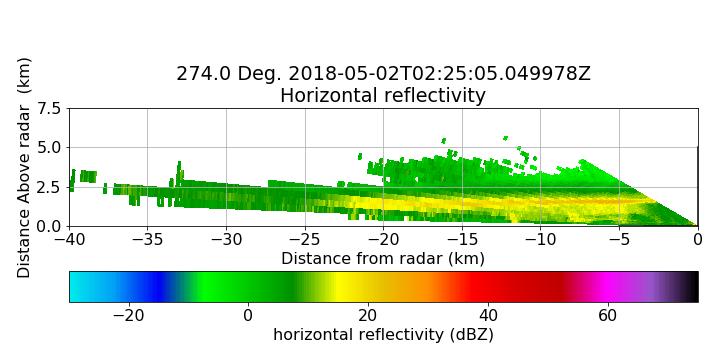 274.0 Deg. 2018-05-02T02:25:05.049978Z
Horizontal reflectivity
Distance Above radar  (km)
7.5
5.0
2.5
0.0
−40 −35 −30 −25 −20 −15 −10 −5 0
Distance from radar (km)
−20 0 20 40 60
horizontal reflectivity (dBZ)